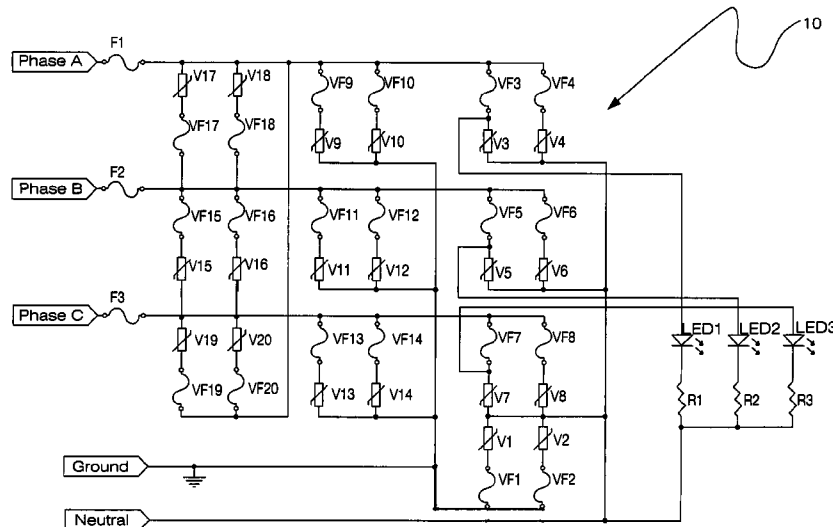 10
F1
Phase A
V17 V18 VF9 VF10 VF3 VF4
VF17 VF18 V9 V10 V3 V4
F2
Phase B
VF15 VF16 VF11 VF12 VF5 VF6
V15 V16 V11 V12 V5 V6
F3
Phase C
V19 V20 VF13 VF14 VF7 VF8 LED1 LED2 LED3
VF19 VF20 V13 V14 V7 V8 R1 R2 R3
V1 V2
Ground
VF1 VF2
Neutral